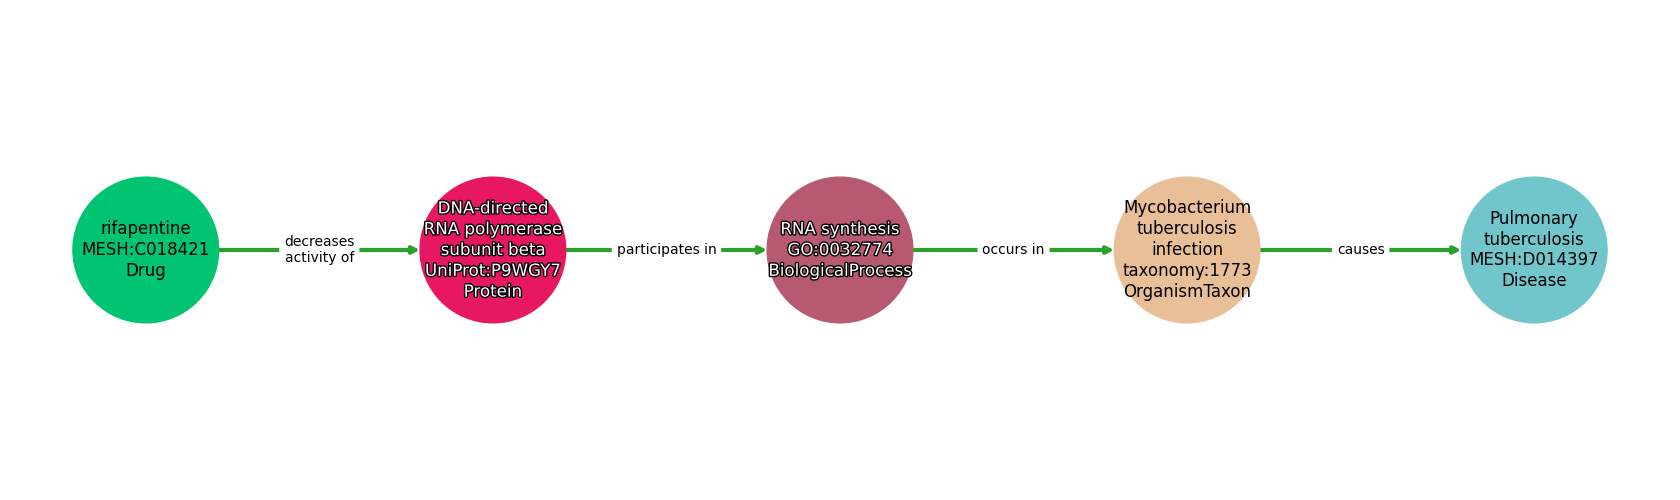 rifapentine
MESH:C018421
Drug
decreases
activity of
DNA-directed
RNA polymerase
subunit beta
UniProt:P9WGY7
Protein
participates in
RNA synthesis
GO:0032774
BiologicalProcess
occurs in
Mycobacterium
tuberculosis
infection
taxonomy:1773
OrganismTaxon
causes
Pulmonary
tuberculosis
MESH:D014397
Disease